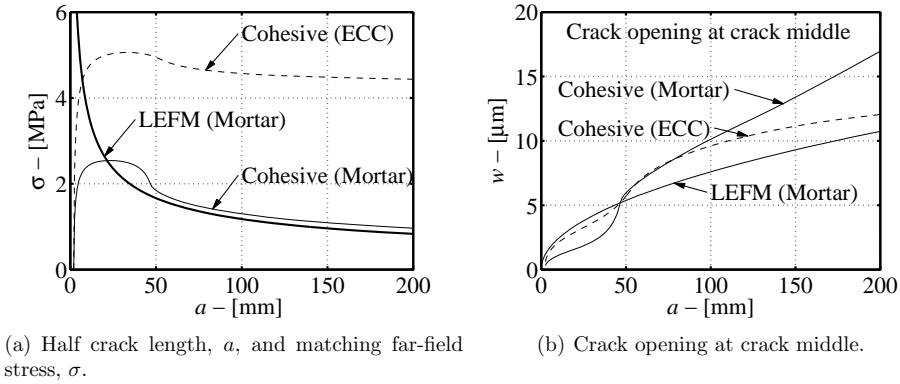 6
4
2
0
σ – [MPa]
Cohesive (ECC)
LEFM (Mortar)
Cohesive (Mortar)
0 50 100 150 200
a – [mm]
(a) Half crack length, a, and matching far-field
stress, σ.
20
15
10
5
0
w – [μm]
Crack opening at crack middle
Cohesive (Mortar)
Cohesive (ECC)
LEFM (Mortar)
0 50 100 150 200
a – [mm]
(b) Crack opening at crack middle.